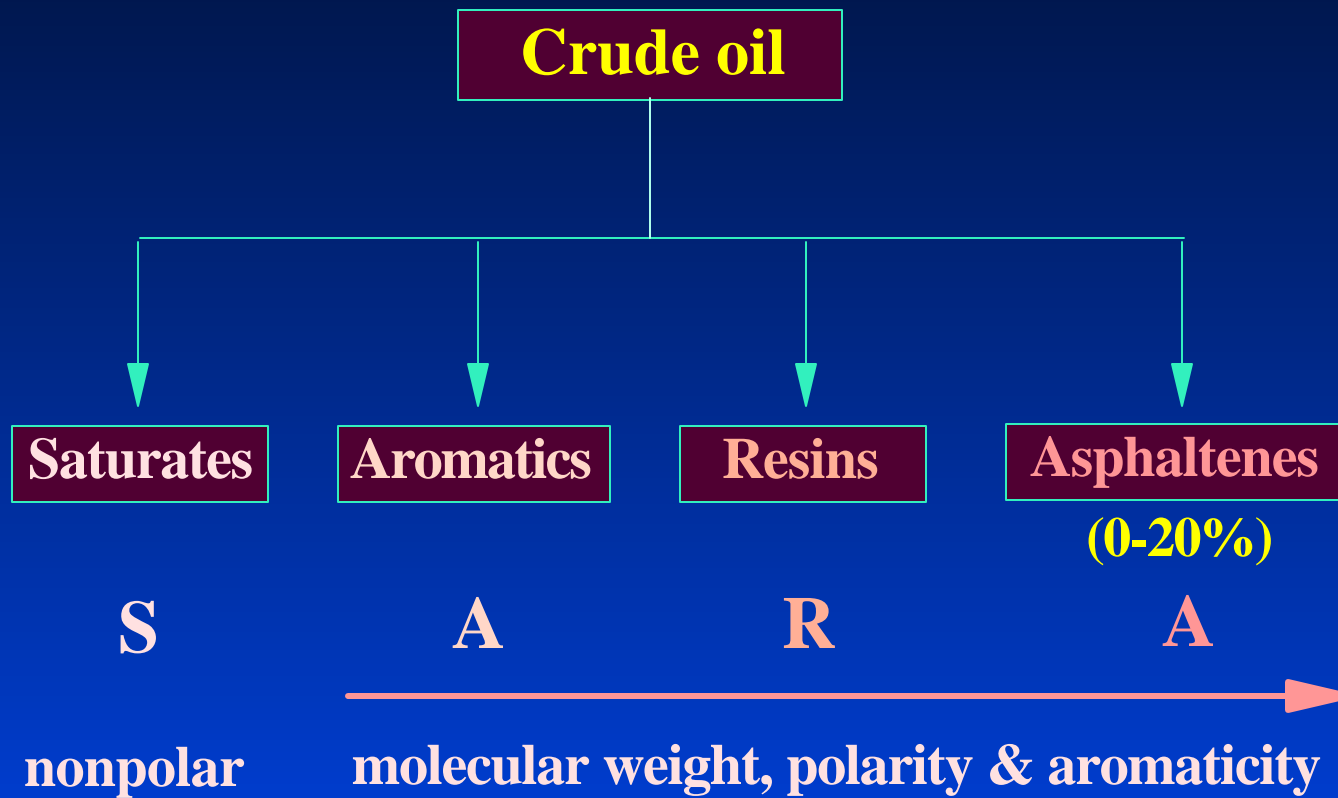 Crude oil
Saturates Aromatics Resins Asphaltenes
(0-20%)
S A R A
nonpolar molecular weight, polarity & aromaticity